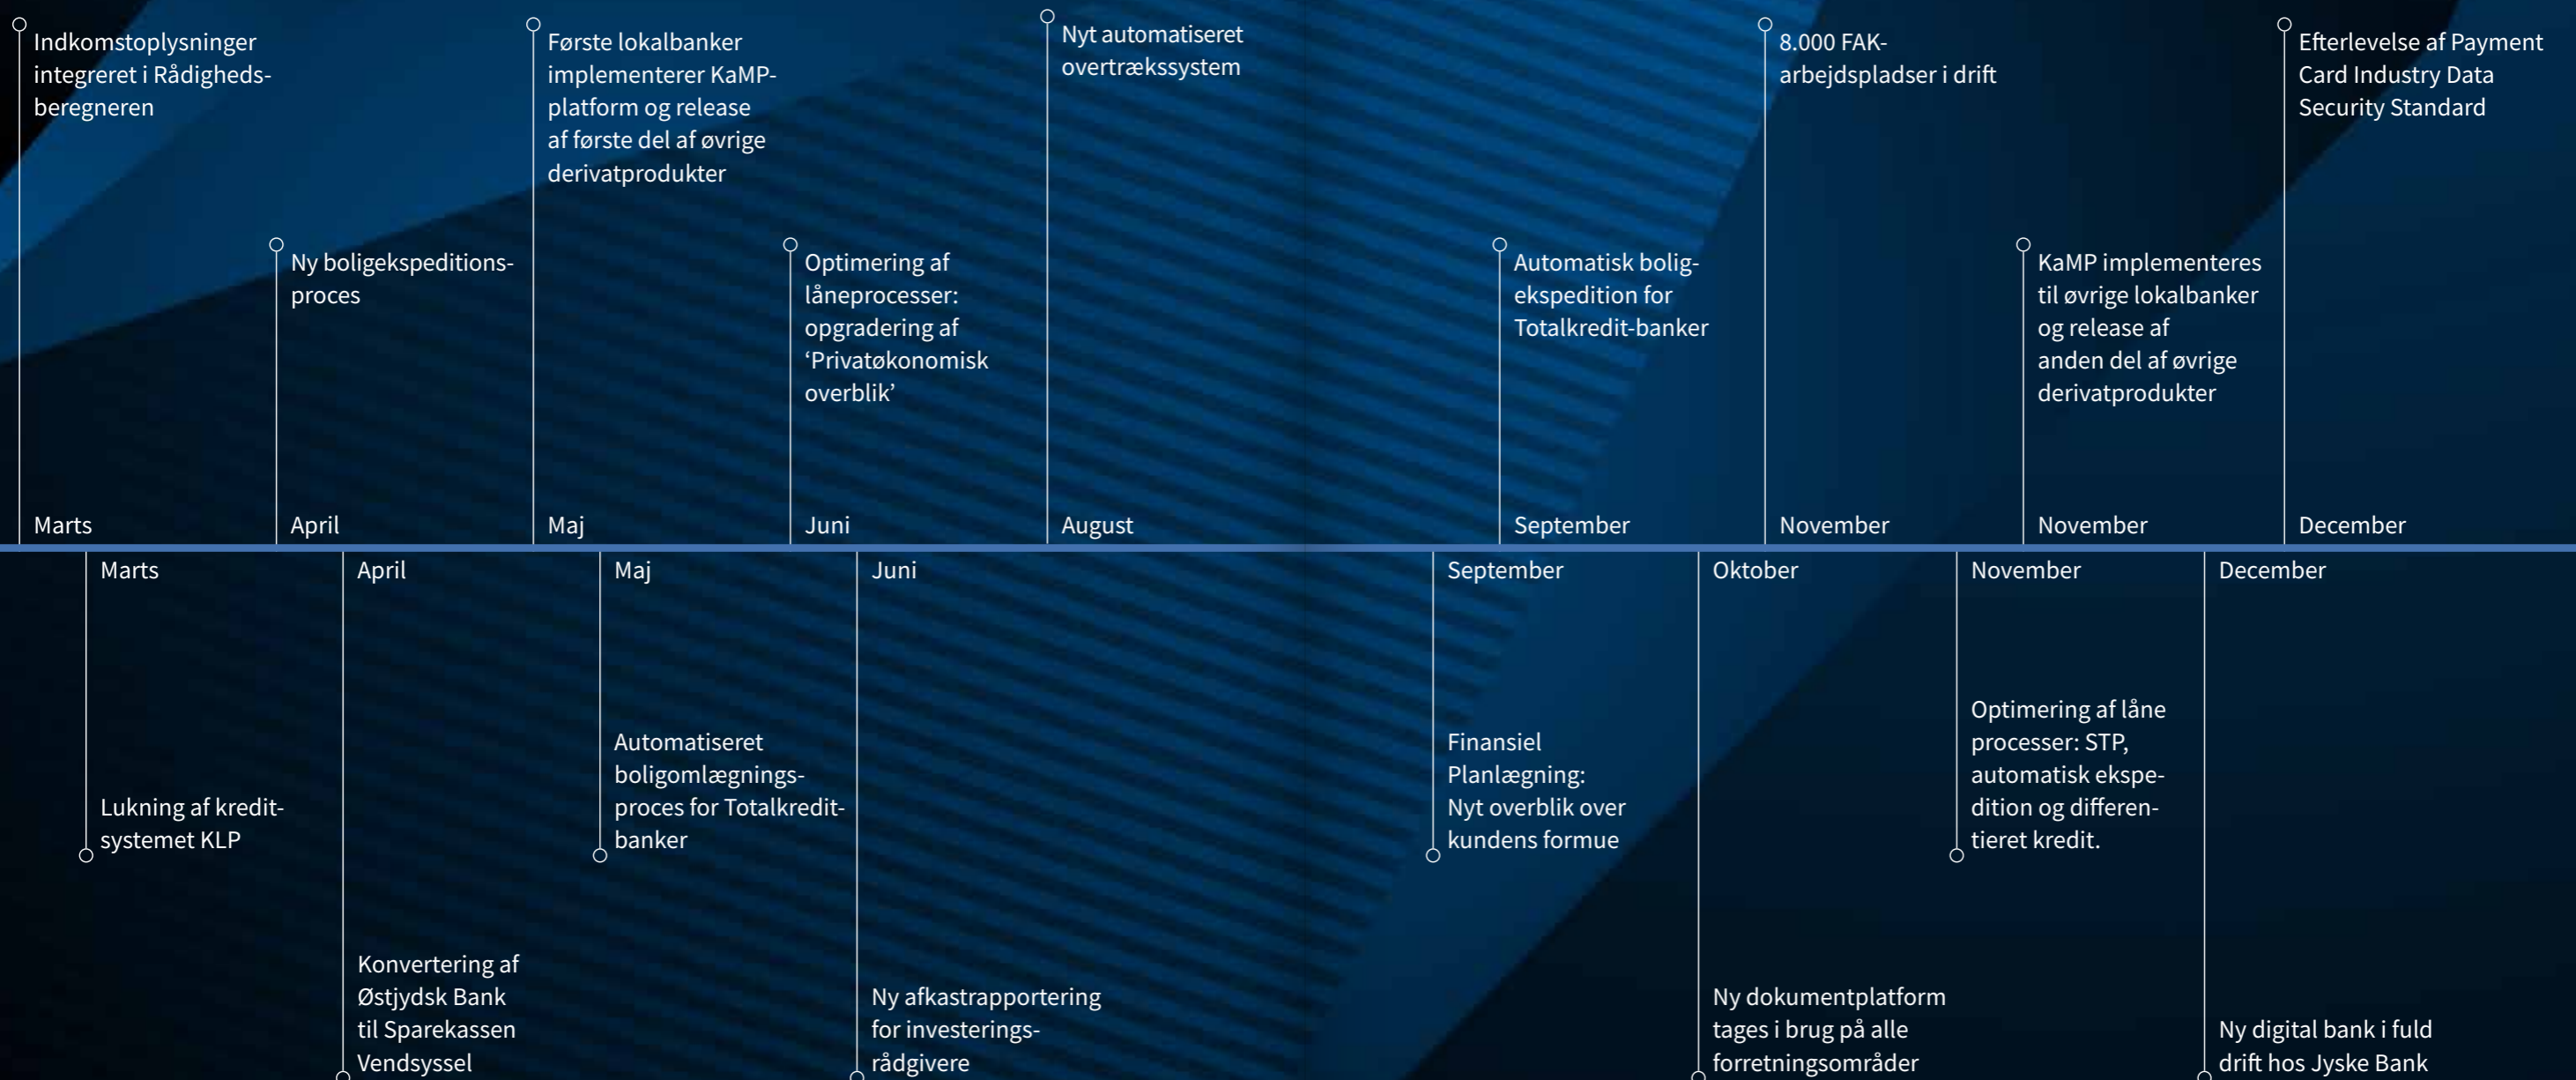 Indkomstoplysninger
integreret i Rådigheds-
beregneren
Marts
Ny boligekspeditions-
proces
April
Første lokalbanker
implementerer KaMP-
platform og release
af første del af øvrige
derivatprodukter
Maj
Optimering af
låneprocesser:
opgradering af
‘Privatøkonomisk
overblik’
Juni
Nyt automatiseret
overtrækssystem
August
Automatisk bolig-
ekspedition for
Totalkredit-banker
September
8.000 FAK-
arbejdspladser i drift
November
KaMP implementeres
til øvrige lokalbanker
og release af
anden del af øvrige
derivatprodukter
November
Efterlevelse af Payment
Card Industry Data
Security Standard
December
Marts
Lukning af kredit-
systemet KLP
April
Konvertering af
Østjydsk Bank
til Sparekassen
Vendsyssel
Maj
Automatiseret
boligomlægnings-
proces for Totalkredit-
banker
Juni
Ny afkastrapportering
for investerings-
rådgivere
September
Finansiel
Planlægning:
Nyt overblik over
kundens formue
Oktober
Ny dokumentplatform
tages i brug på alle
forretningsområder
November
Optimering af låne
processer: STP,
automatisk ekspe-
dition og differen-
tieret kredit.
December
Ny digital bank i fuld
drift hos Jyske Bank